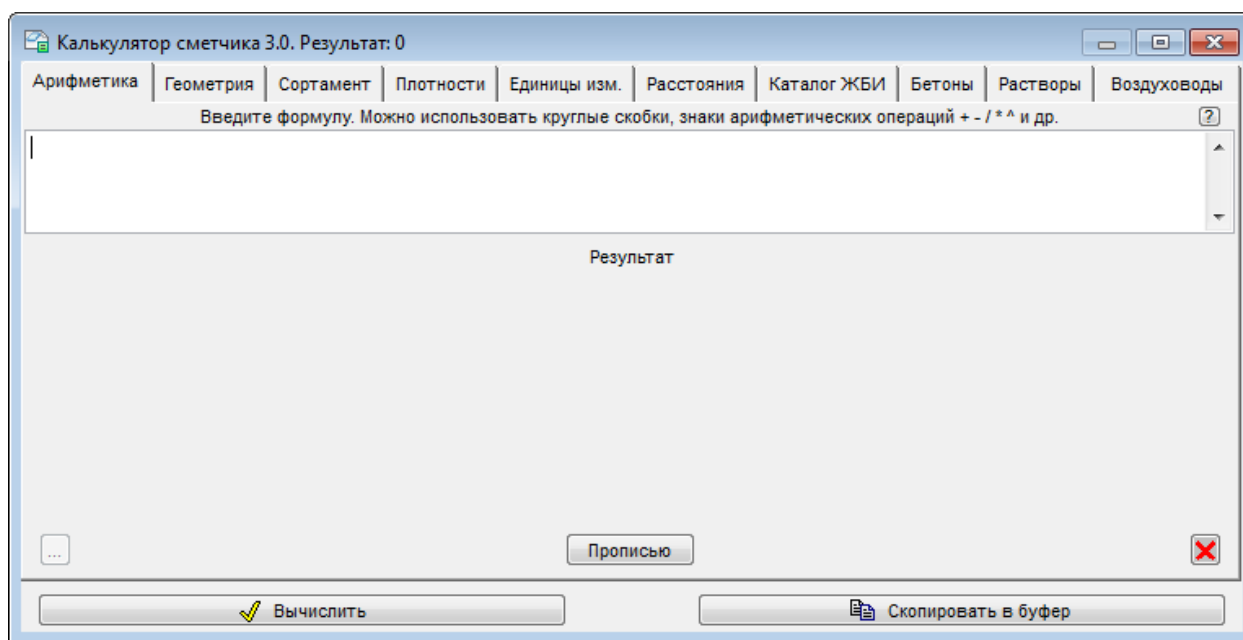 Калькулятор сметчика 3.0. Результат: 0
Арифметика Геометрия Сортамент Плотности Единицы изм. Расстояния Каталог ЖБИ Бетоны Растворы Воздуховоды
Введите формулу. Можно использовать круглые скобки, знаки арифметических операций + - / * ^ и др. ?
Результат
... Прописью
Вычислить Скопировать в буфер